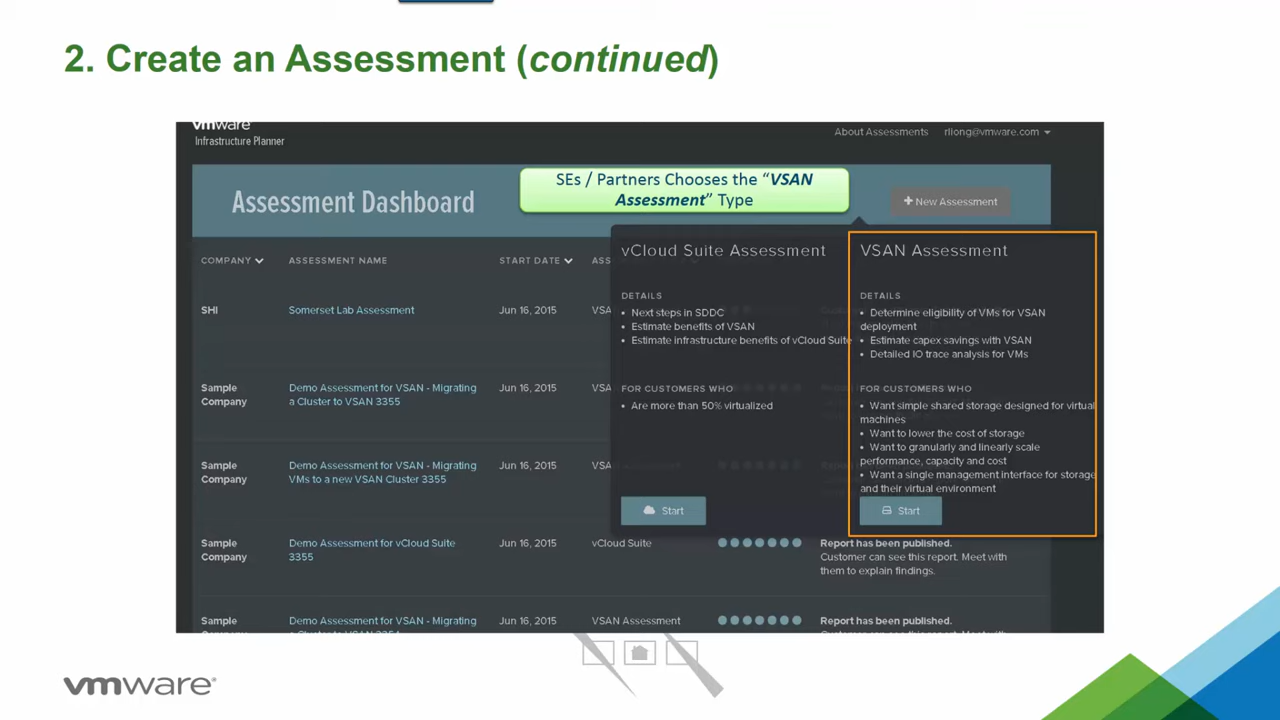 2. Create an Assessment (continued)
vmware
Infrastructure Planner
About Assessments rliong@vmware.com
Assessment Dashboard
SEs / Partners Chooses the “VSAN
Assessment” Type
+ New Assessment
COMPANY ASSESSMENT NAME START DATE ASS
vCloud Suite Assessment
DETAILS
• Next steps in SDDC
• Estimate benefits of VSAN
• Estimate infrastructure benefits of vCloud Suite
FOR CUSTOMERS WHO
• Are more than 50% virtualized
Start
VSAN Assessment
DETAILS
• Determine eligibility of VMs for VSAN
deployment
• Estimate capex savings with VSAN
• Detailed IO trace analysis for VMs
FOR CUSTOMERS WHO
• Want simple shared storage designed for virtual
machines
• Want to lower the cost of storage
• Want to granularly and linearly scale
performance, capacity and cost
• Want a single management interface for storage
and their virtual environment
Start
SHI Somerset Lab Assessment Jun 16, 2015 VSA
Sample Demo Assessment for VSAN - Migrating Jun 16, 2015 VSA
Company a Cluster to VSAN 3355
Sample Demo Assessment for VSAN - Migrating Jun 16, 2015 VSA
Company VMs to a new VSAN Cluster 3355
Sample Demo Assessment for vCloud Suite Jun 16, 2015 vCloud Suite Report has been published.
Company 3355 Customer can see this report. Meet with
them to explain findings.
Sample Demo Assessment for VSAN - Migrating Jun 16, 2015 VSAN Assessment Report has been published.
vmware